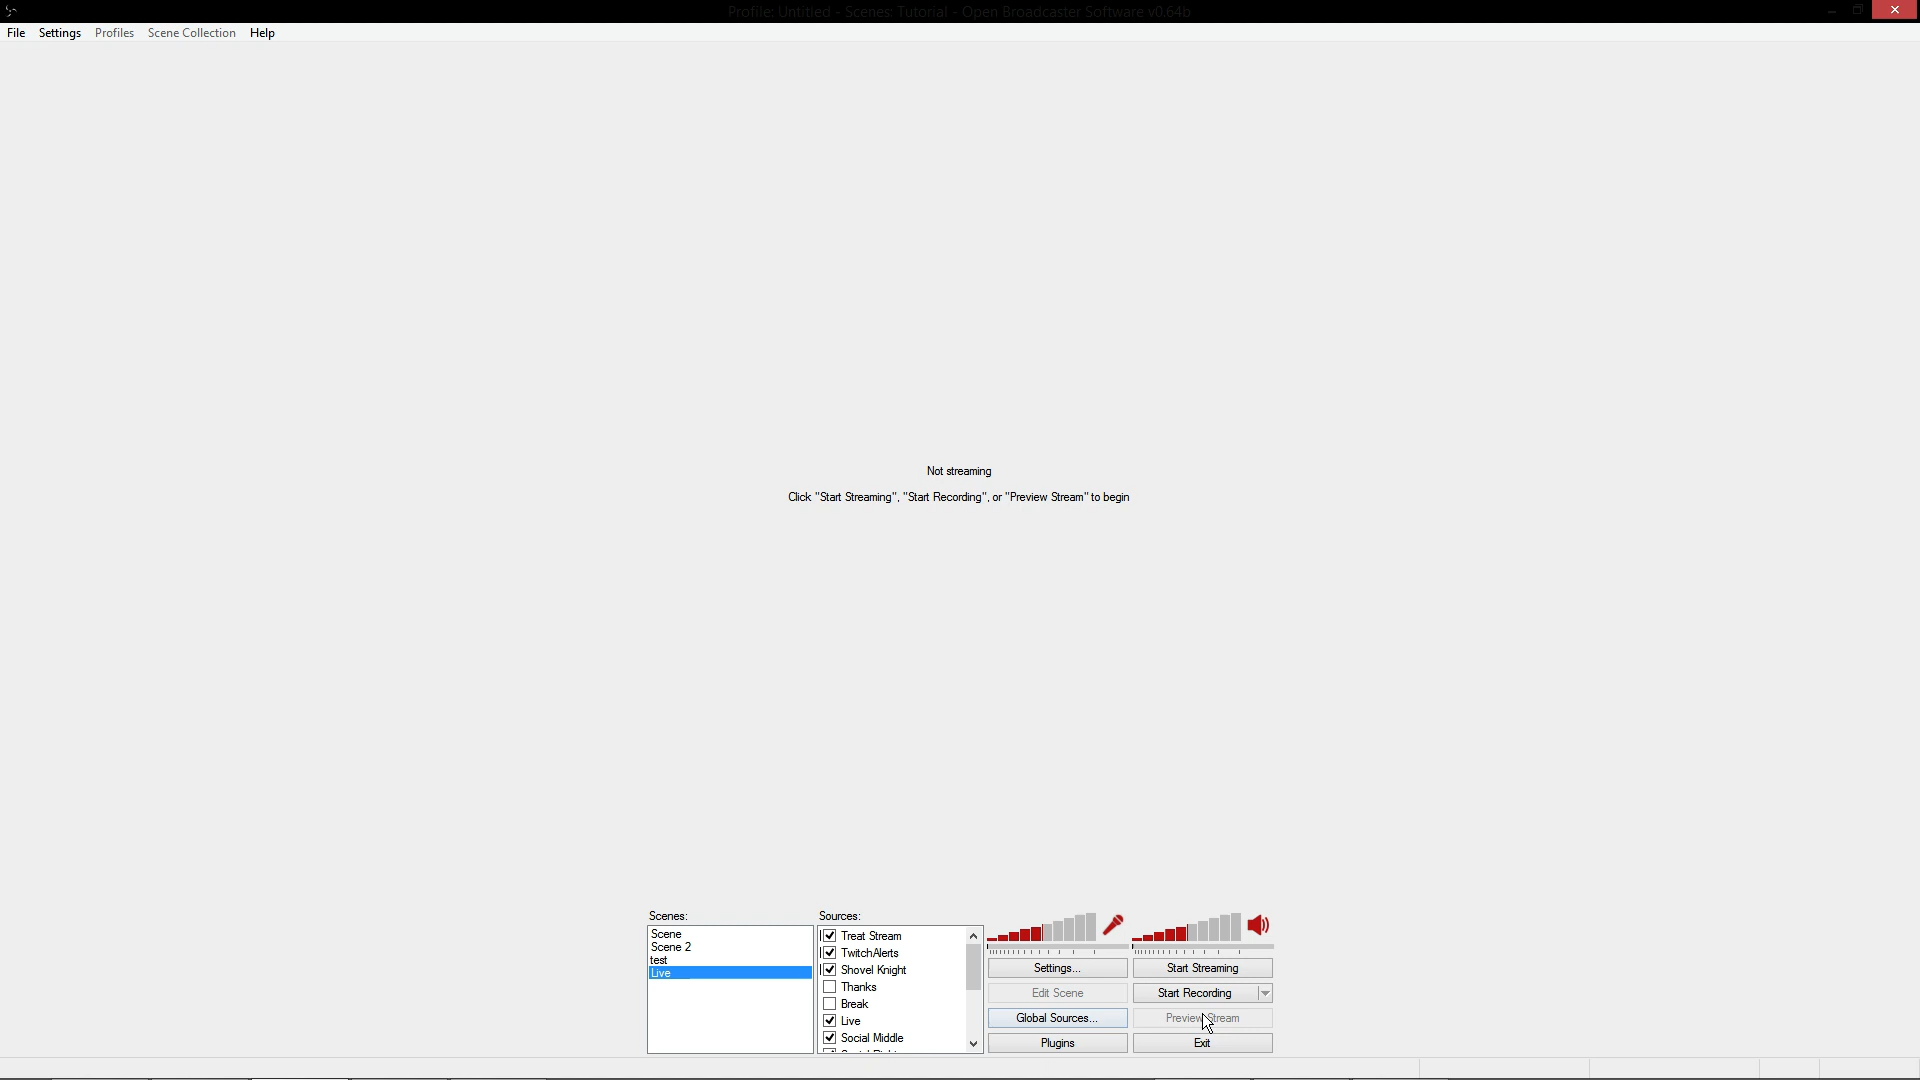 Profile: Untitled - Scenes: Tutorial - Open Broadcaster Software v0.64b
File Settings Profiles Scene Collection Help
Not streaming
Click "Start Streaming", "Start Recording", or "Preview Stream" to begin
Scenes:
Scene
Scene 2
test
Live
Sources:
Treat Stream
TwitchAlerts
Shovel Knight
Thanks
Break
Live
Social Middle
Settings...
Start Streaming
Edit Scene
Start Recording
Global Sources...
Preview Stream
Plugins
Exit